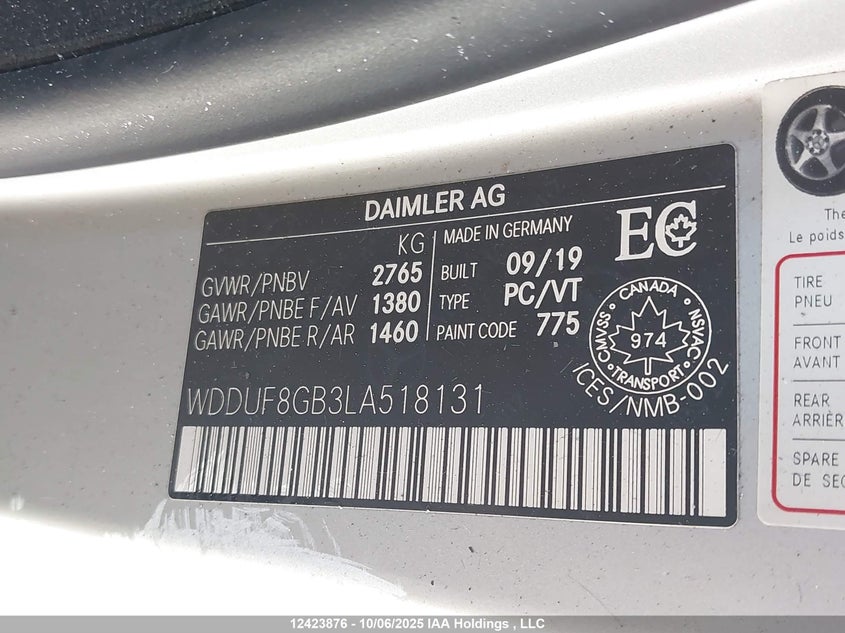 DAIMLER AG
KG
GVWR/PNBV 2765
GAWR/PNBE F/AV 1380
GAWR/PNBE R/AR 1460
MADE IN GERMANY
BUILT 09/19
TYPE PC/VT
PAINT CODE 775
EC
CANADA
CMVSS 974 NSVAC
TRANSPORT
ICES/NMB-002
WDDUF8GB3LA518131
The
Le poids
TIRE
PNEU
FRONT
AVANT
REAR
ARRIÈR
SPARE
DE SEC
12423876 - 10/06/2025 IAA Holdings, LLC